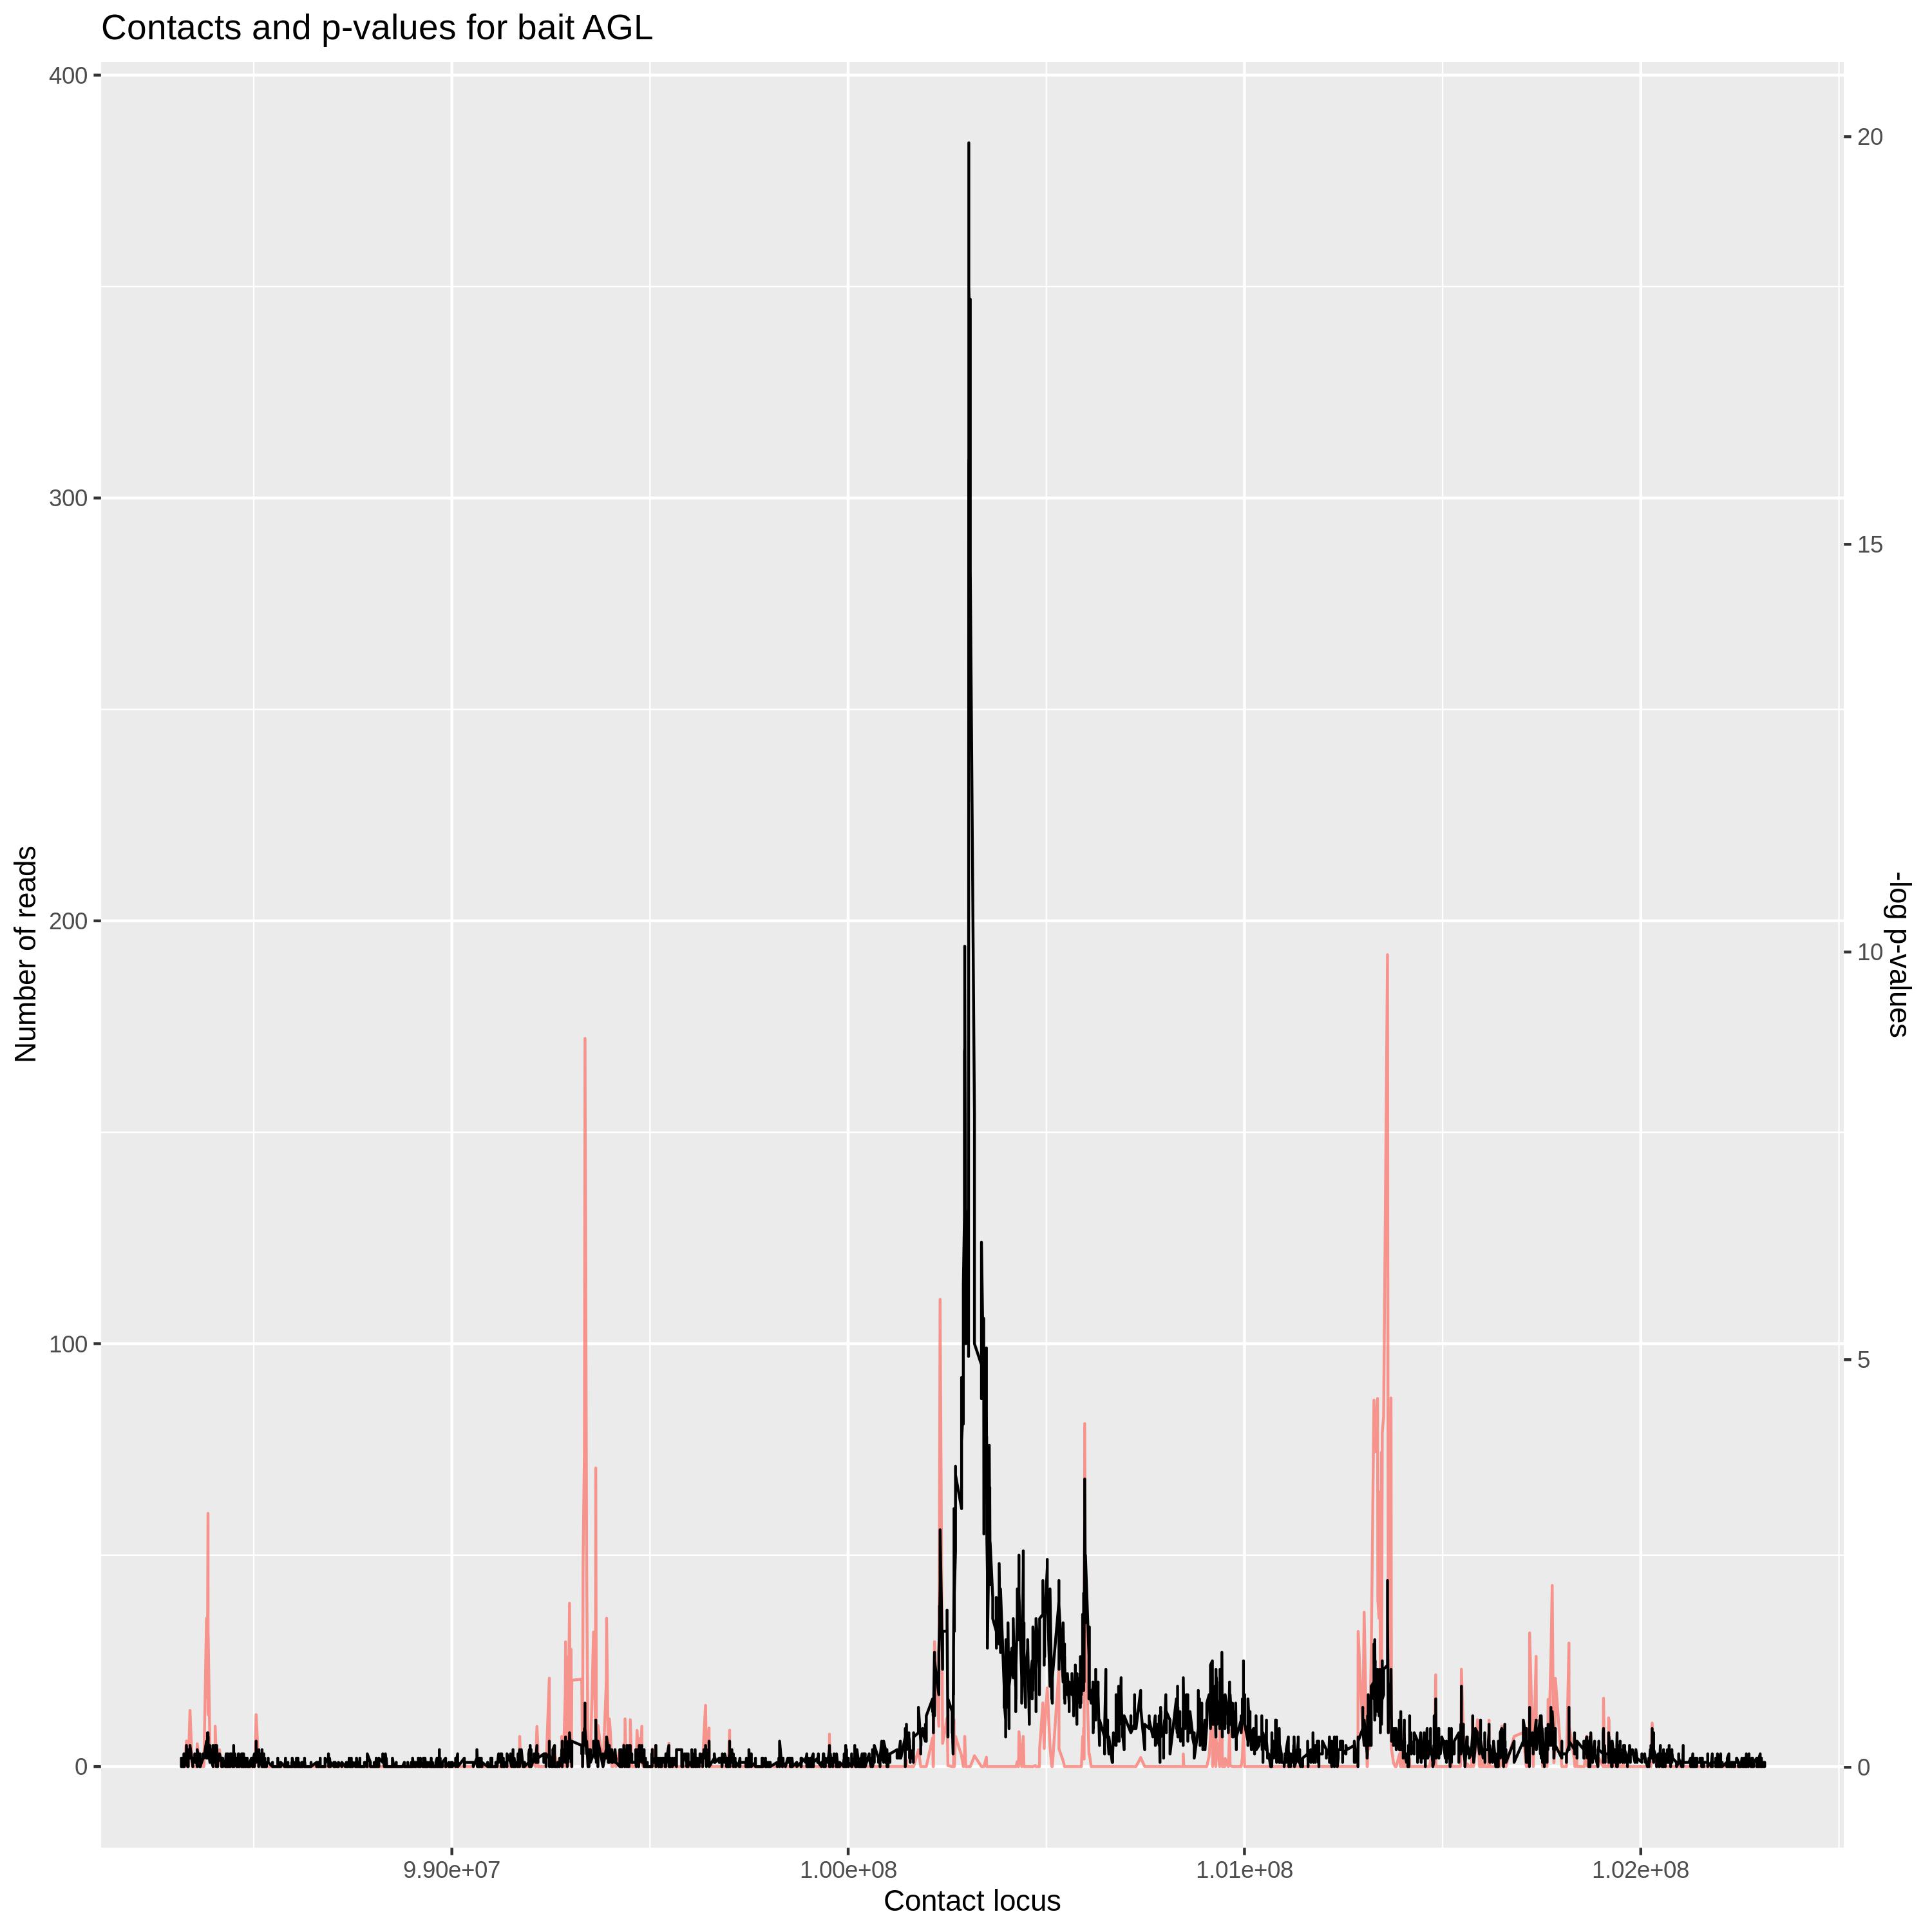 Contacts and p-values for bait AGL
400
300
200
100
0
Number of reads
20
15
10
5
0
-log p-values
9.90e+07
1.00e+08
1.01e+08
1.02e+08
Contact locus